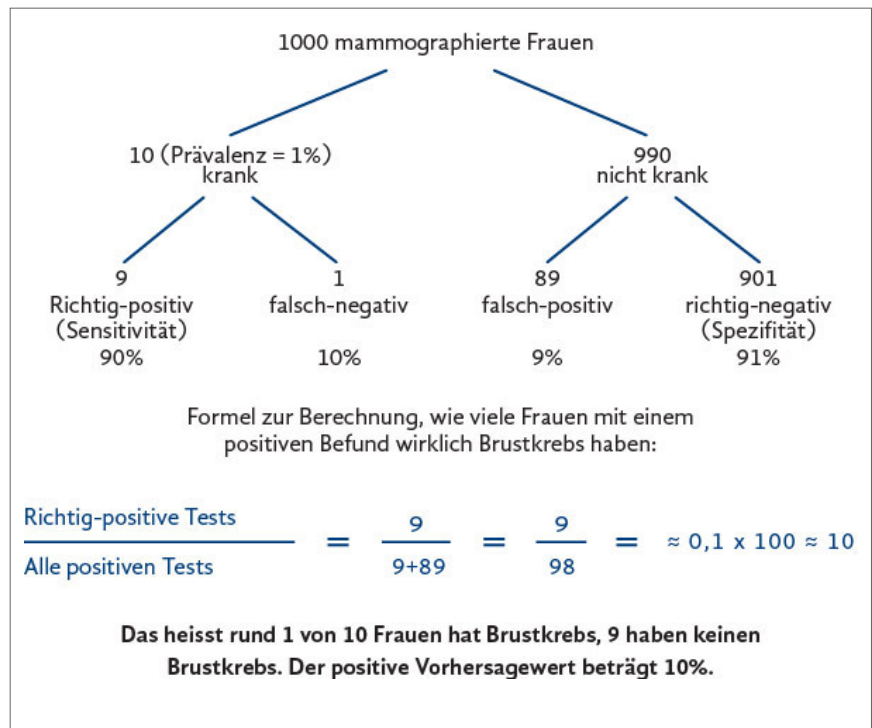 1000 mammographierte Frauen
10 (Prävalenz = 1%)
krank
990
nicht krank
9
Richtig-positiv
(Sensitivität)
90%
1
falsch-negativ
10%
89
falsch-positiv
9%
901
richtig-negativ
(Spezifität)
91%
Formel zur Berechnung, wie viele Frauen mit einem
positiven Befund wirklich Brustkrebs haben:
Richtig-positive Tests
Alle positiven Tests
=
9
9+89
=
9
98
= ≈ 0,1 x 100 ≈ 10
Das heisst rund 1 von 10 Frauen hat Brustkrebs, 9 haben keinen
Brustkrebs. Der positive Vorhersagewert beträgt 10%.